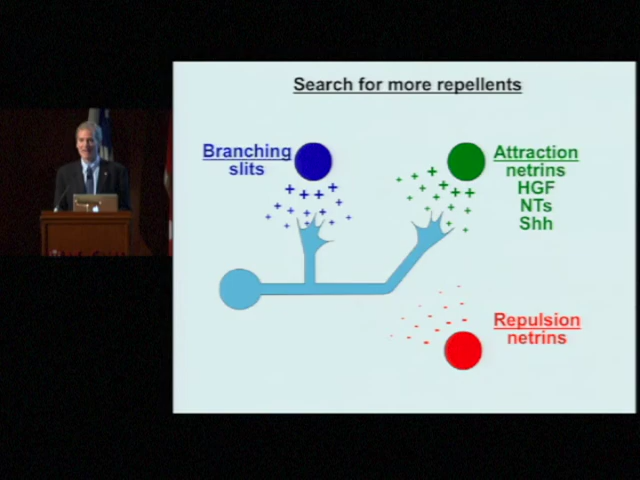 Search for more repellents
Branching
slits
Attraction
netrins
HGF
NTs
Shh
Repulsion
netrins